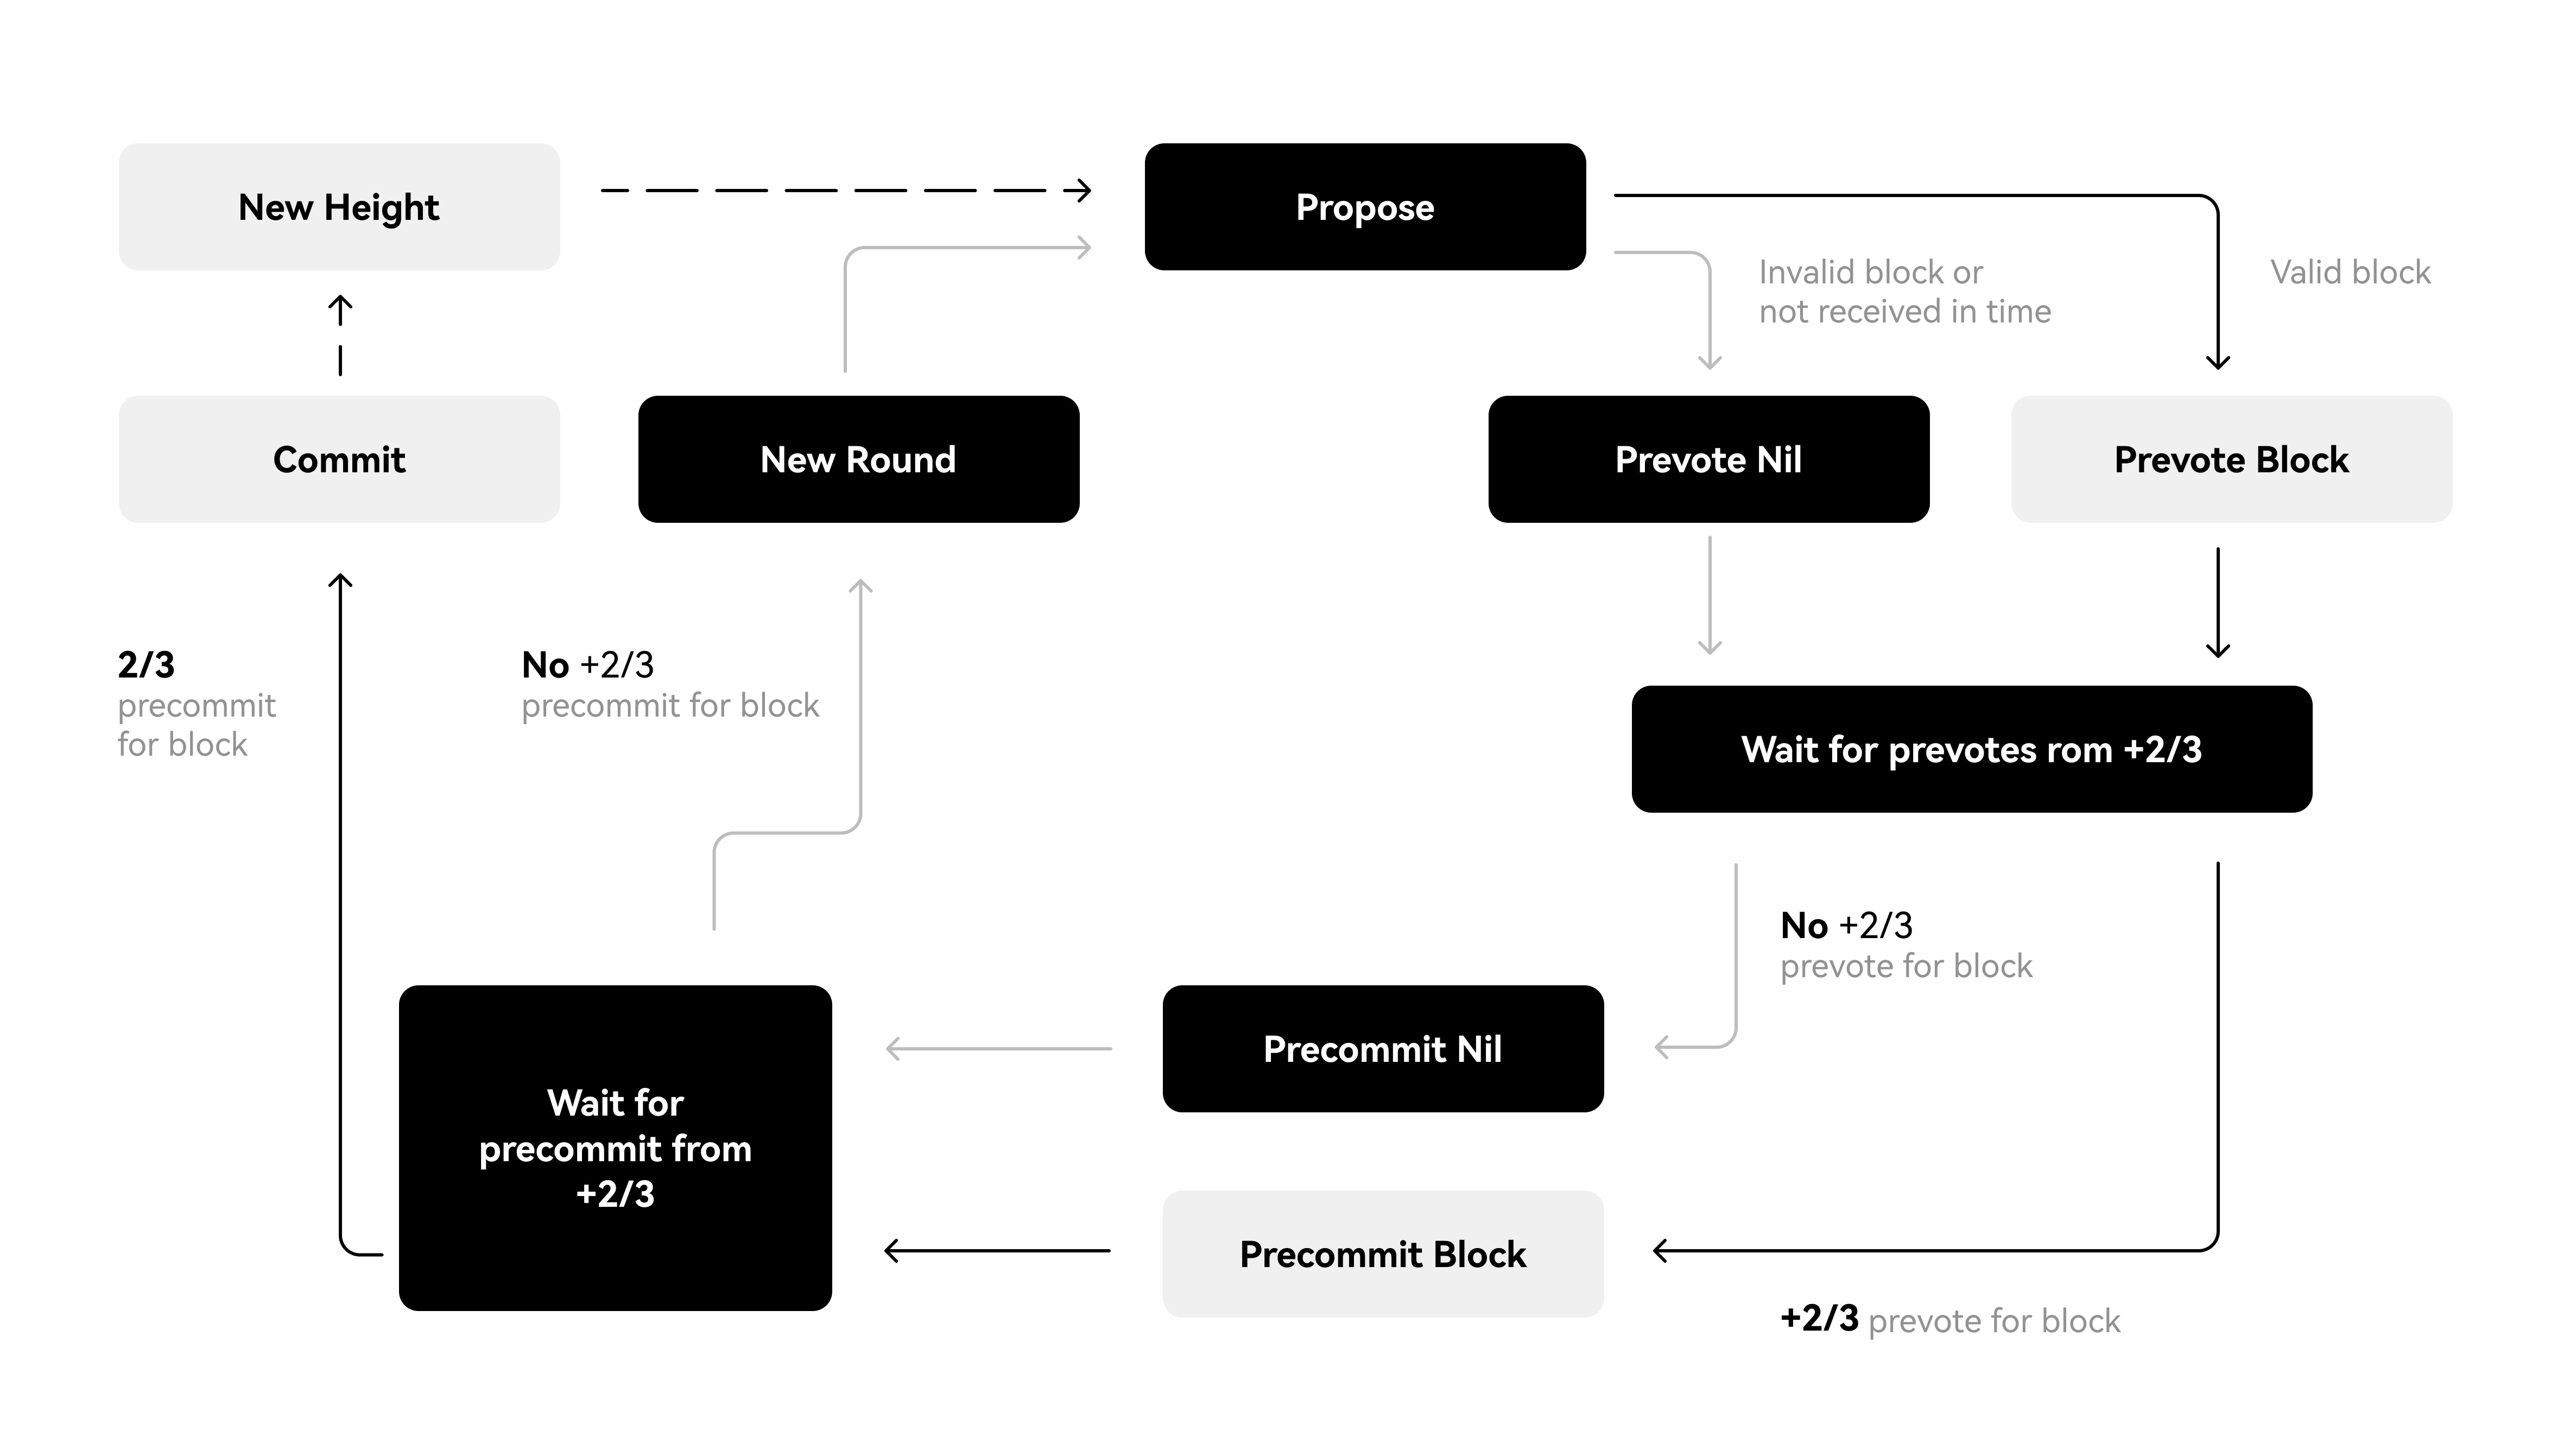 New Height
Propose
Invalid block or
not received in time
Valid block
Commit
New Round
Prevote Nil
Prevote Block
2/3
precommit
for block
No +2/3
precommit for block
Wait for prevotes rom +2/3
No +2/3
prevote for block
Wait for
precommit from
+2/3
Precommit Nil
Precommit Block
+2/3 prevote for block